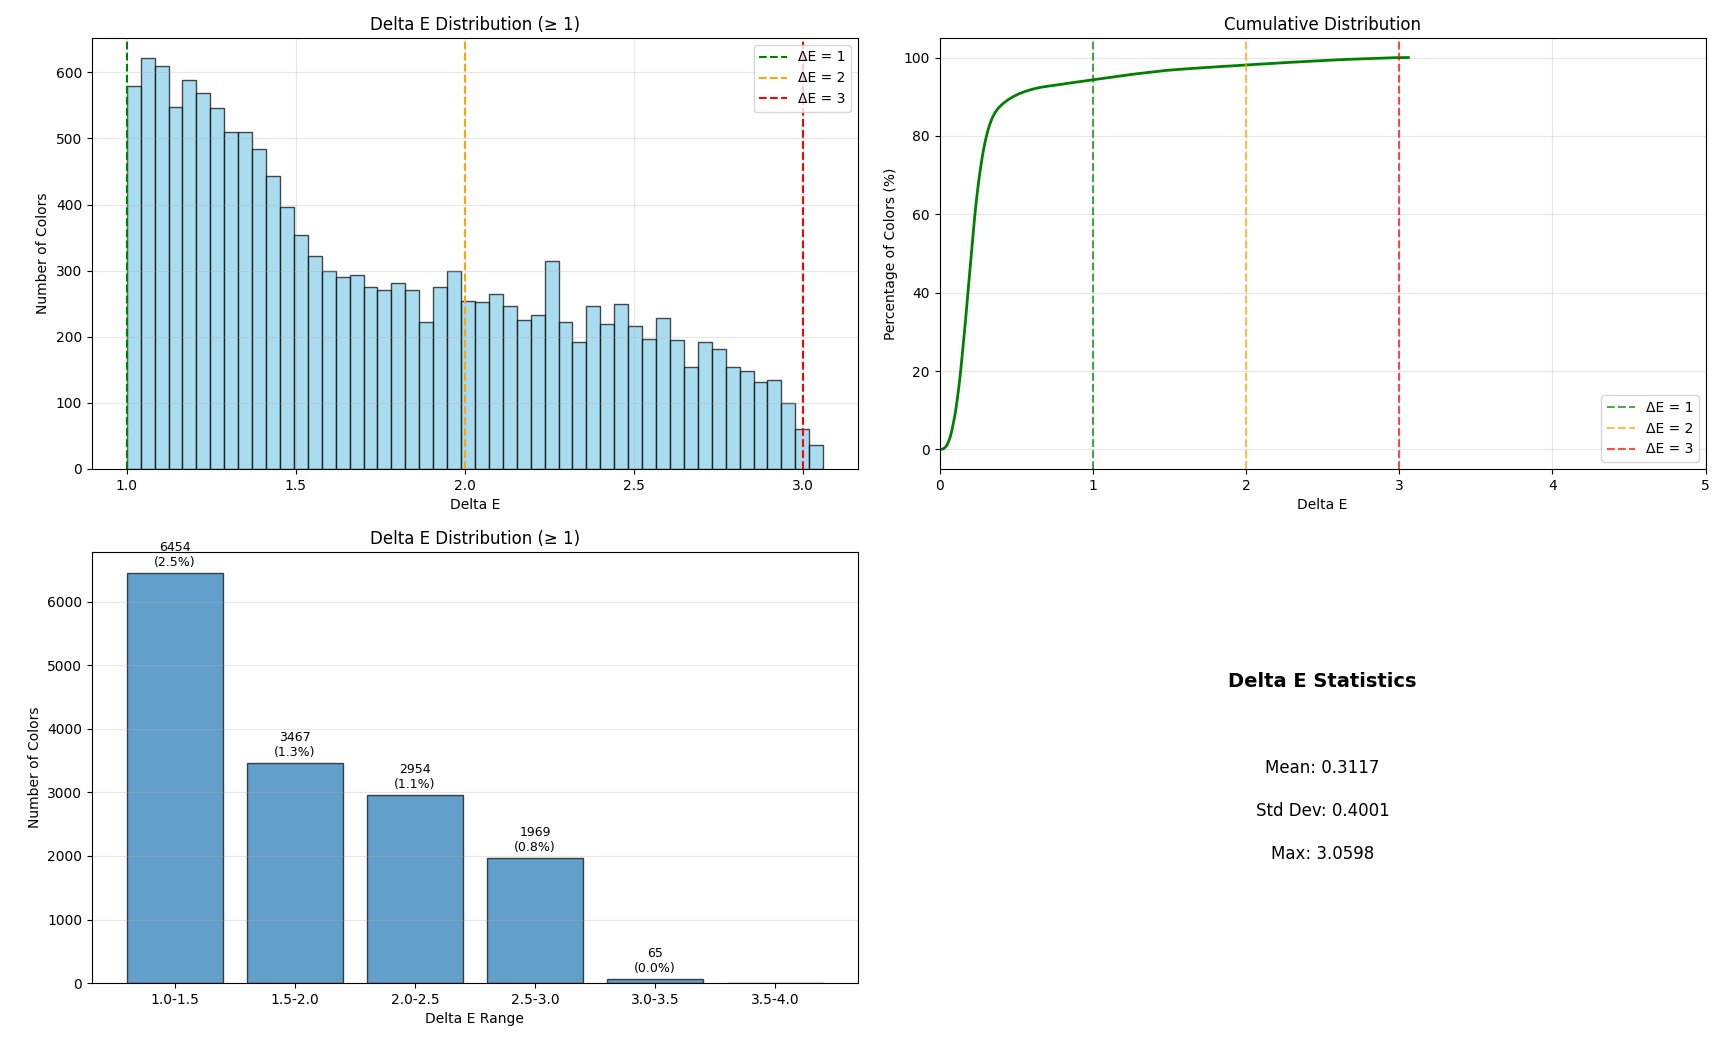 Delta E Distribution (≥ 1)
600
500
400
300
200
100
0
Number of Colors
1.0
1.5
2.0
2.5
3.0
Delta E
ΔE = 1
ΔE = 2
ΔE = 3
Cumulative Distribution
100
80
60
40
20
0
Percentage of Colors (%)
0
1
2
3
4
5
Delta E
ΔE = 1
ΔE = 2
ΔE = 3
Delta E Distribution (≥ 1)
6000
5000
4000
3000
2000
1000
0
Number of Colors
6454
(2.5%)
3467
(1.3%)
2954
(1.1%)
1969
(0.8%)
65
(0.0%)
1.0-1.5
1.5-2.0
2.0-2.5
2.5-3.0
3.0-3.5
3.5-4.0
Delta E Range
Delta E Statistics
Mean: 0.3117
Std Dev: 0.4001
Max: 3.0598